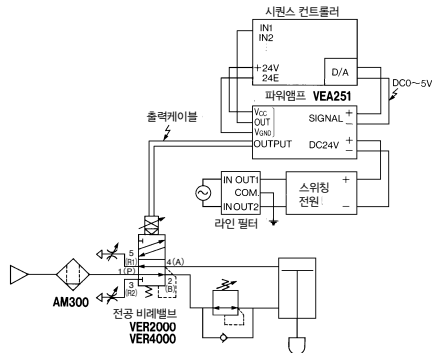 시퀀스 컨트롤러
IN1
IN2
+24V
24E
D/A
DC0~5V
파워앰프 VEA251
VCC
OUT
VGND
OUTPUT
SIGNAL
+
−
DC24V
+
−
출력케이블
IN OUT1
COM.
INOUT2
라인 필터
스위칭
전원
+
−
5
(R1)
4(A)
1(P)
3
(R2)
2
(B)
AM300
전공 비례밸브
VER2000
VER4000